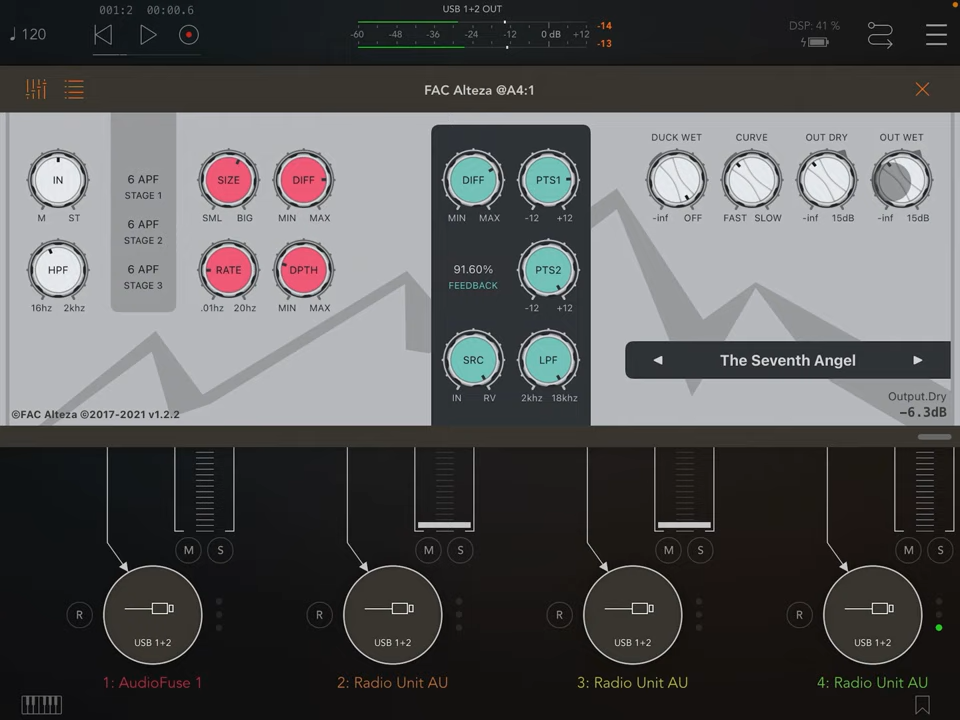 001:2 00:00.6
USB 1+2 OUT
♩120
-60 -48 -36 -24 -12 0 dB +12
-14
-13
DSP: 41 %
FAC Alteza @A4:1
IN
M ST
6 APF
STAGE 1
6 APF
STAGE 2
6 APF
STAGE 3
HPF
16hz 2khz
SIZE
SML BIG
DIFF
MIN MAX
RATE
.01hz 20hz
DPTH
MIN MAX
DIFF
MIN MAX
PTS1
-12 +12
91.60%
FEEDBACK
PTS2
-12 +12
SRC
IN RV
LPF
2khz 18khz
DUCK WET
-inf OFF
CURVE
FAST SLOW
OUT DRY
-inf 15dB
OUT WET
-inf 15dB
The Seventh Angel
Output.Dry
-6.3dB
©FAC Alteza ©2017-2021 v1.2.2
M S M S M S M S
R R R R
USB 1+2 USB 1+2 USB 1+2 USB 1+2
1: AudioFuse 1 2: Radio Unit AU 3: Radio Unit AU 4: Radio Unit AU